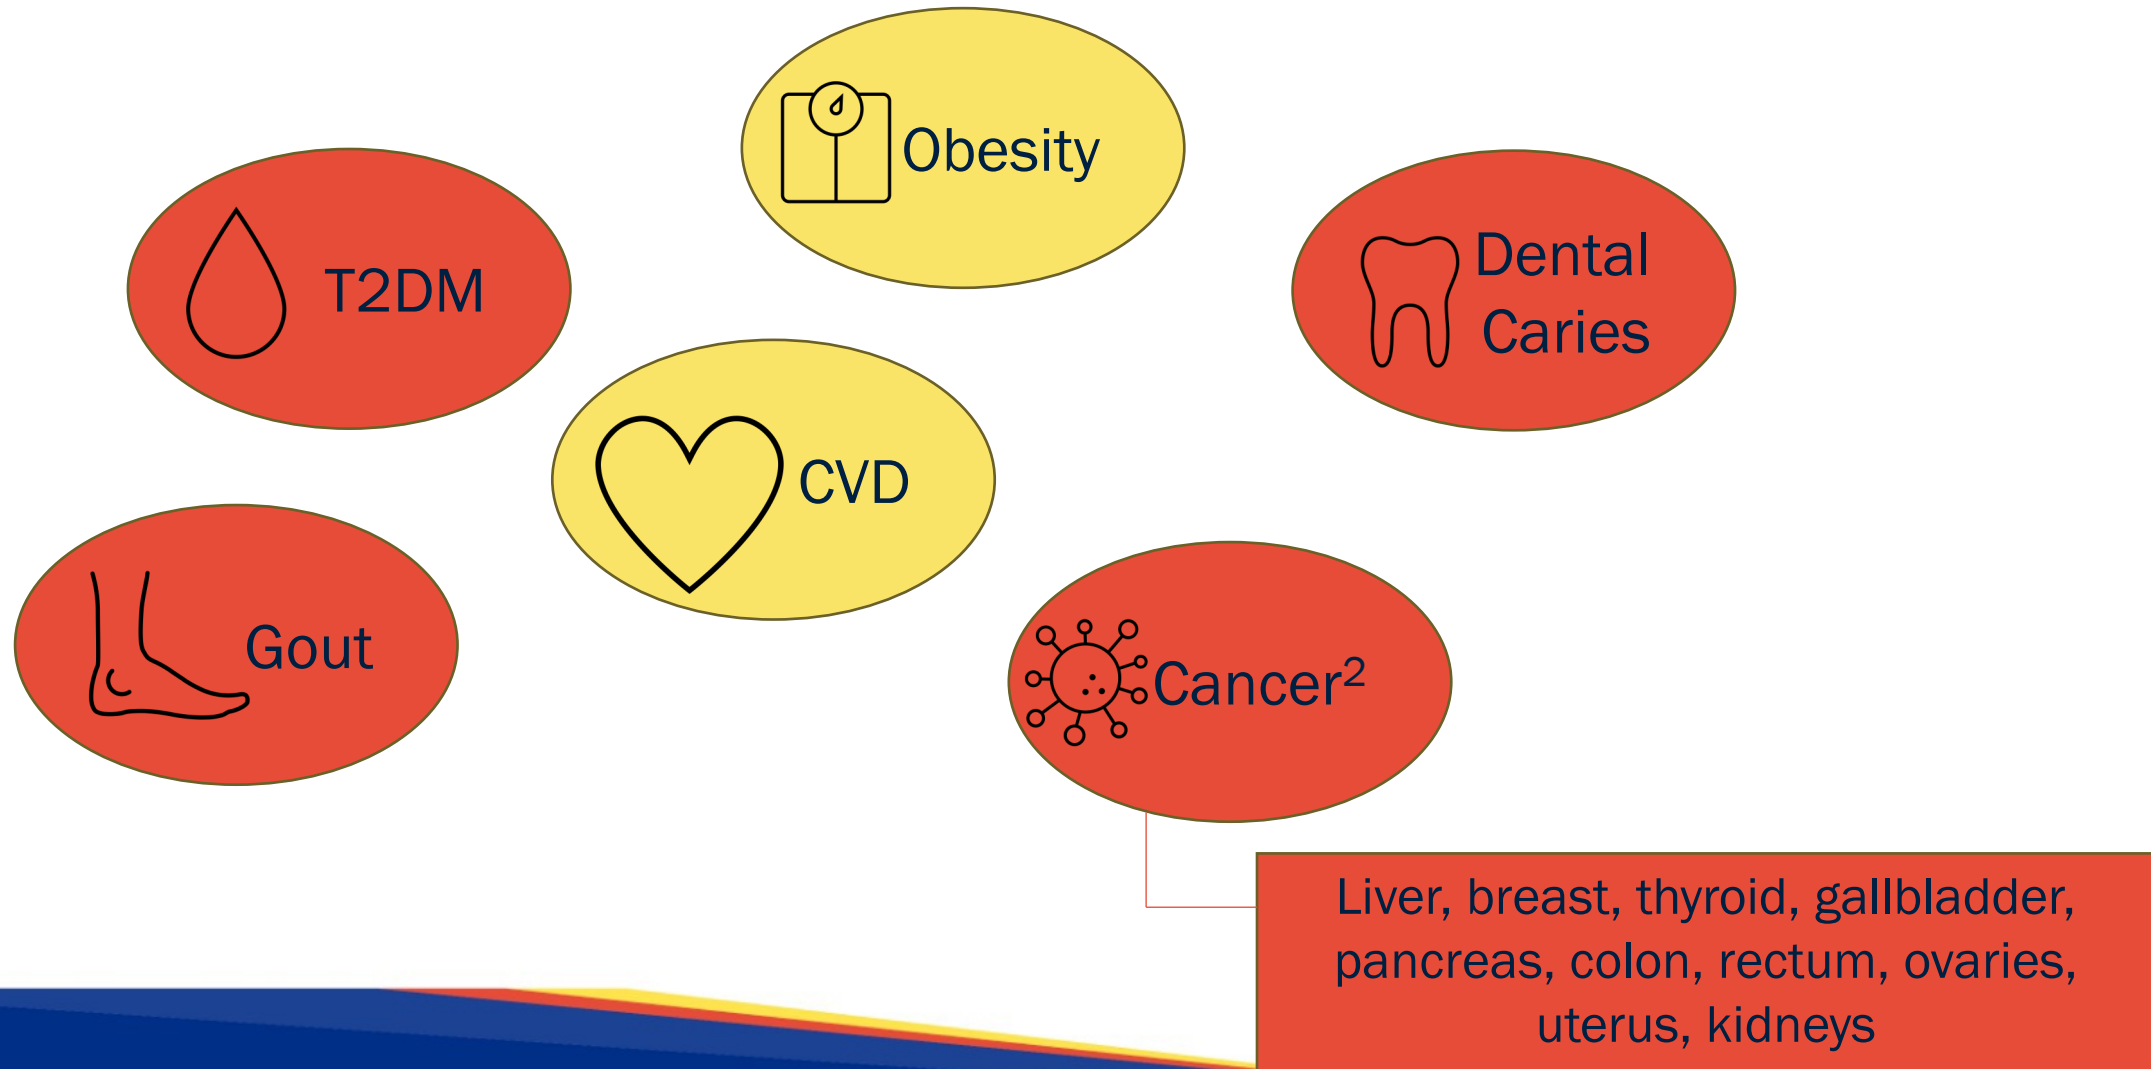 Obesity
T2DM
Dental
Caries
CVD
Gout
Cancer²
Liver, breast, thyroid, gallbladder,
pancreas, colon, rectum, ovaries,
uterus, kidneys